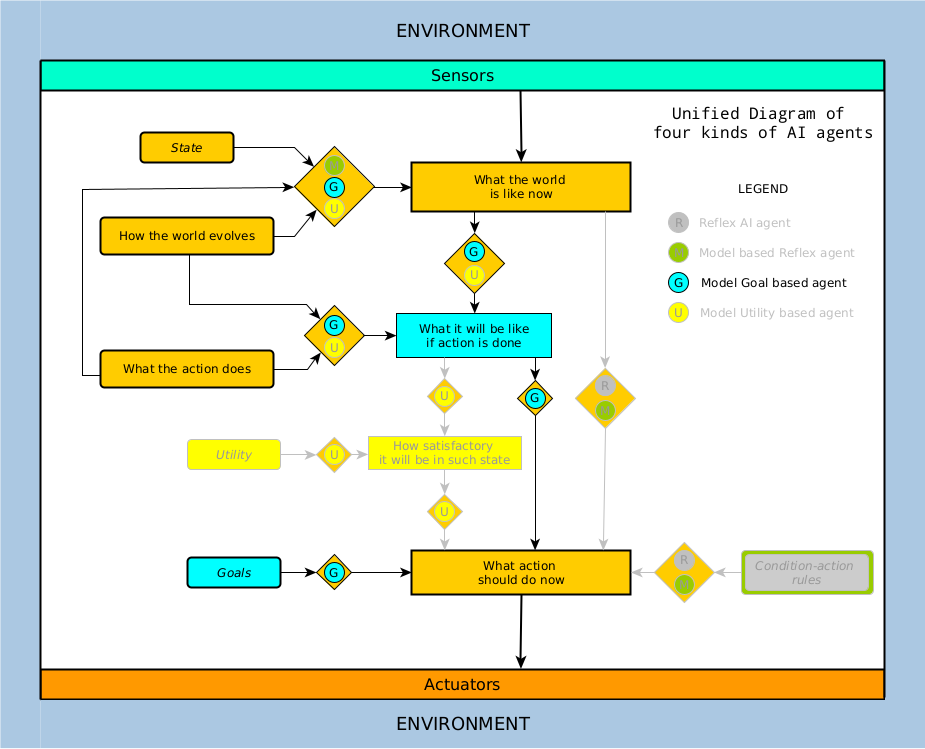 ENVIRONMENT
Sensors
Unified Diagram of
four kinds of AI agents
State
M
G
U
What the world
is like now
LEGEND
R Reflex AI agent
M Model based Reflex agent
G Model Goal based agent
U Model Utility based agent
How the world evolves
G
U
G
U
What it will be like
if action is done
What the action does
U
G
R
M
Utility
U
How satisfactory
it will be in such state
U
Goals
G
What action
should do now
R
M
Condition-action
rules
Actuators
ENVIRONMENT